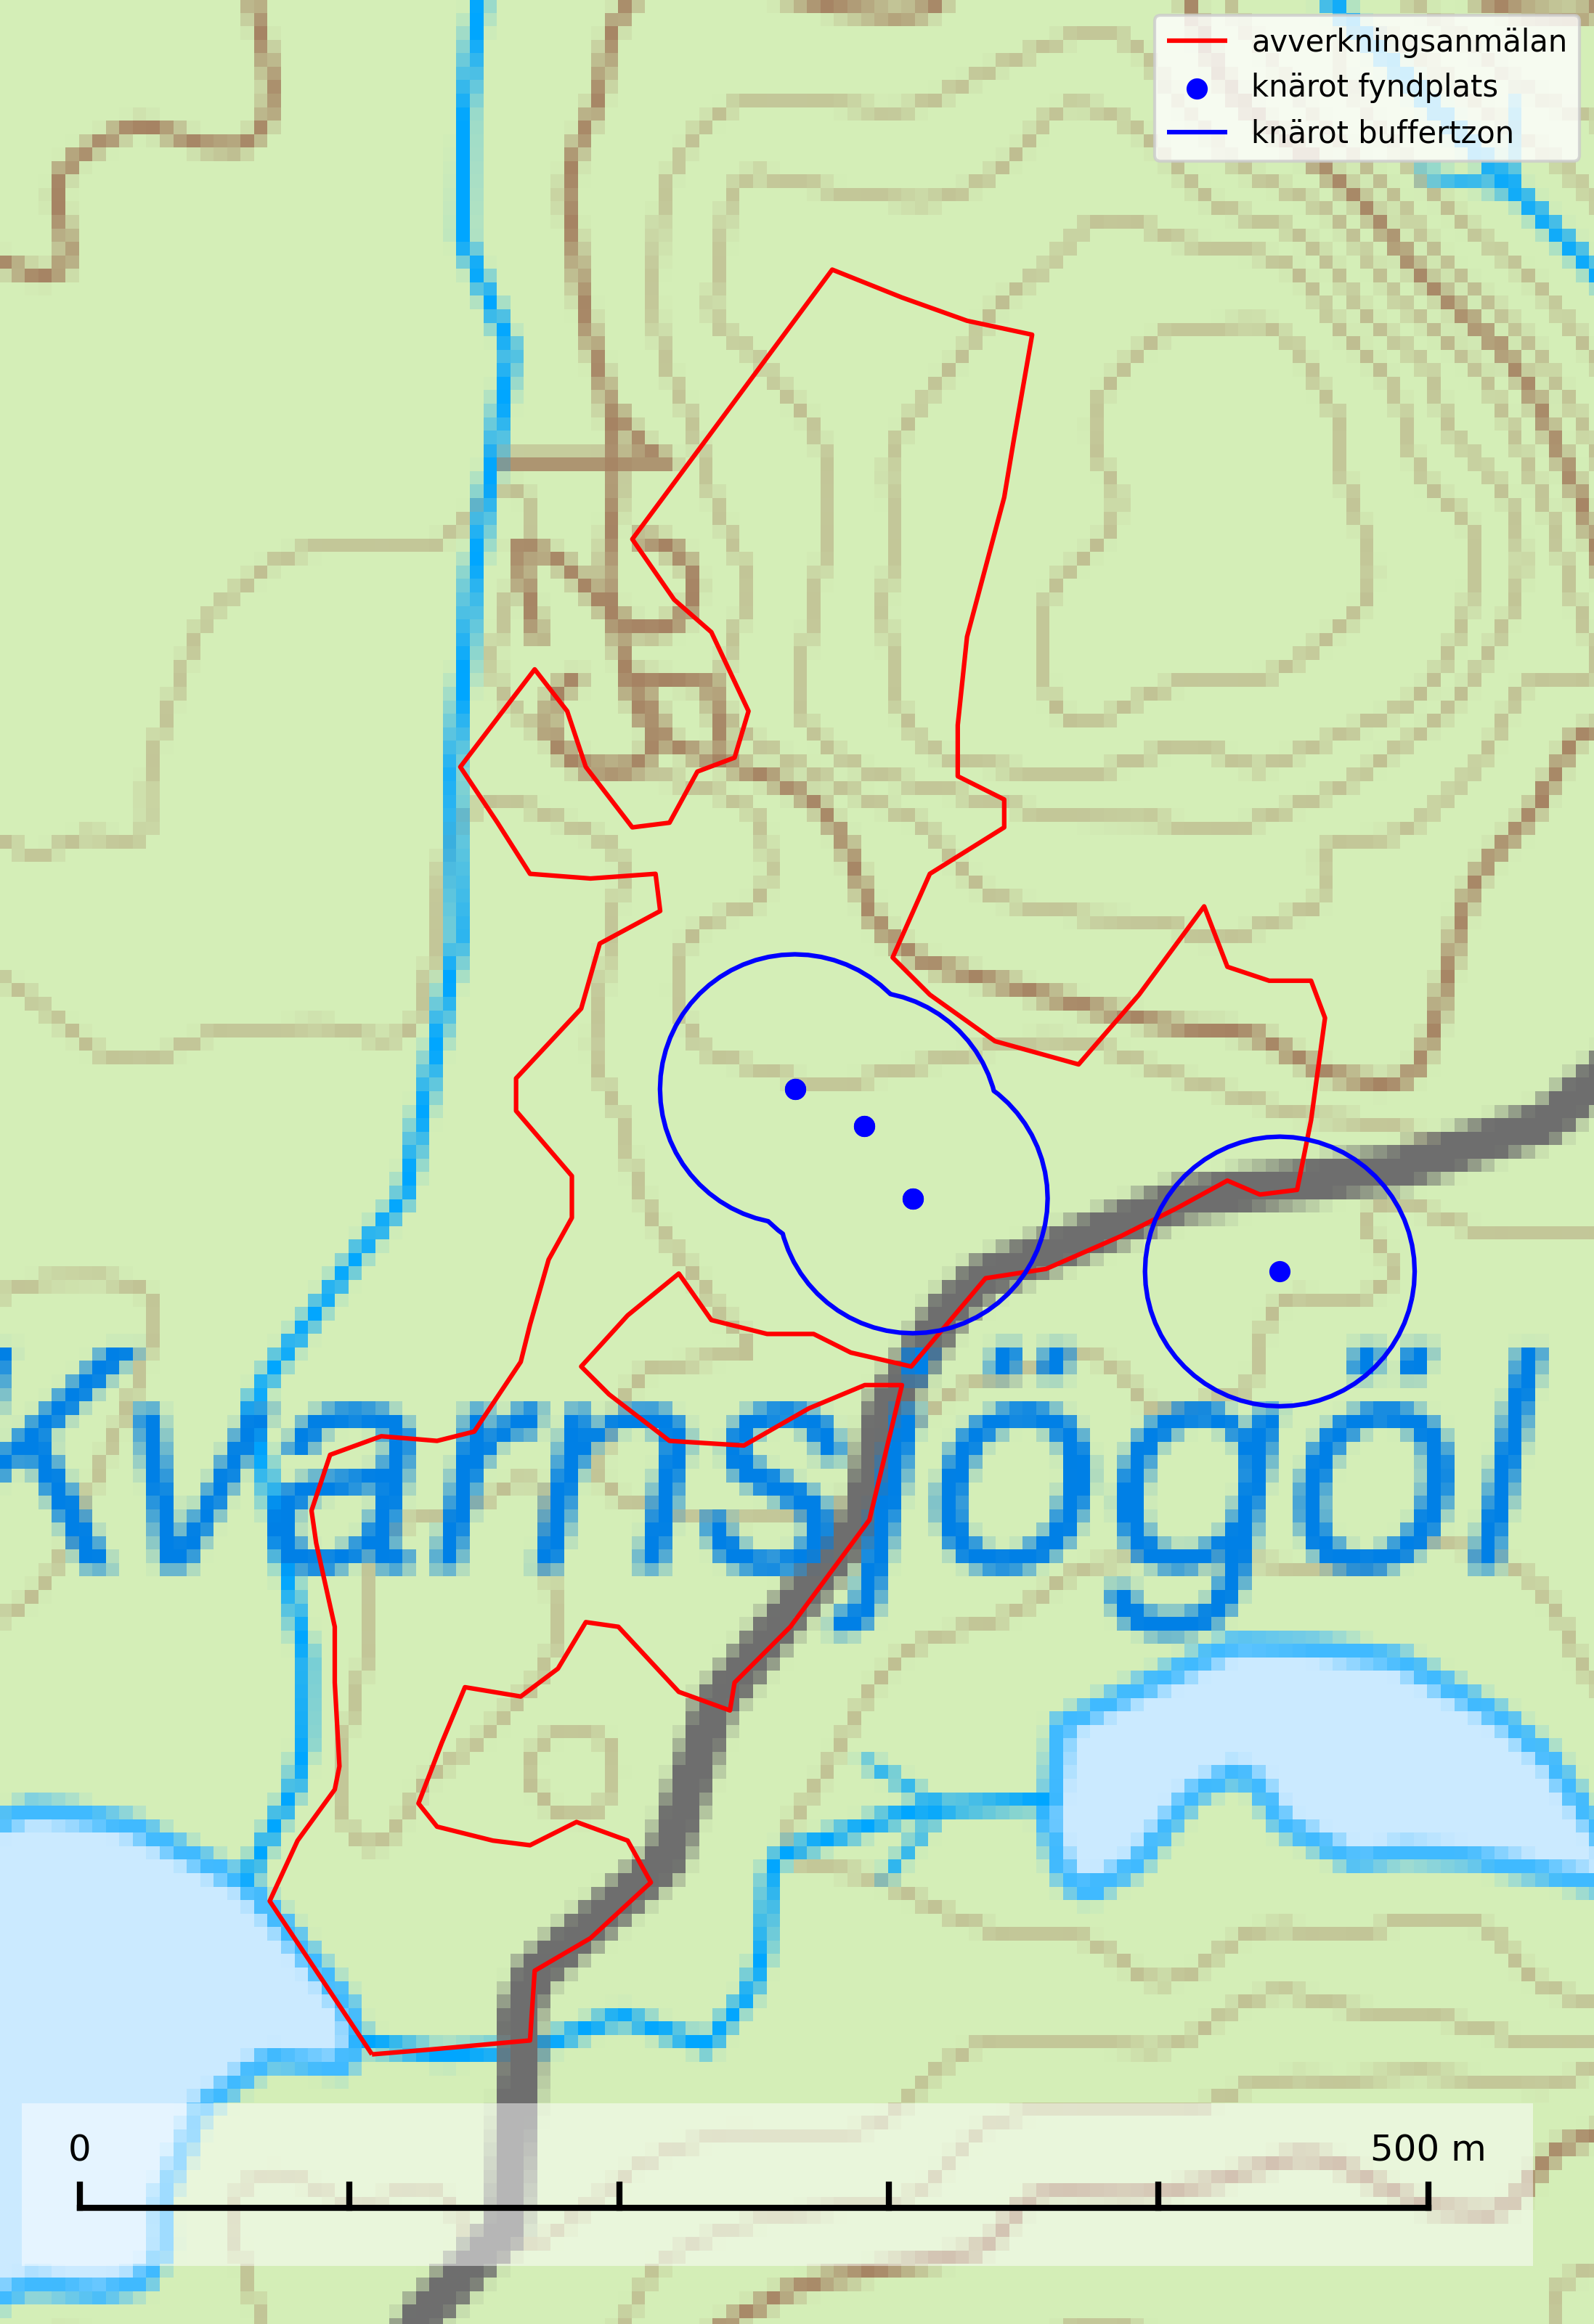 avverkningsanmälan
knärot fyndplats
knärot buffertzon
Kvarnsjögöl
0 500 m